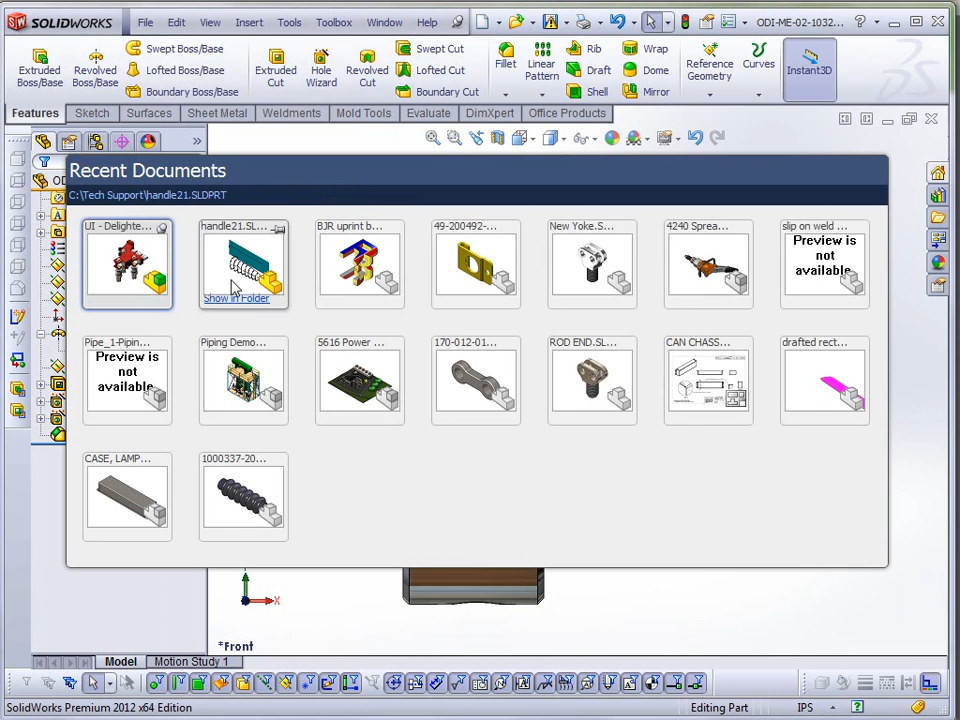 SOLIDWORKS File Edit View Insert Tools Toolbox Window Help ODI-ME-02-1032... ?
Extruded Boss/Base
Revolved Boss/Base
Swept Boss/Base
Lofted Boss/Base
Boundary Boss/Base
Extruded Cut
Hole Wizard
Revolved Cut
Swept Cut
Lofted Cut
Boundary Cut
Fillet
Linear Pattern
Rib
Draft
Shell
Wrap
Dome
Mirror
Reference Geometry
Curves
Instant3D
Features Sketch Surfaces Sheet Metal Weldments Mold Tools Evaluate DimXpert Office Products
»
OD
Recent Documents
C:\Tech Support\handle21.SLDPRT
UI - Delighte... handle21.SL... BJR uprint b... 49-200492-... New Yoke.S... 4240 Sprea... slip on weld ...
Preview is
not
available
Show in Folder
Pipe_1-Pipin... Piping Demo... 5616 Power ... 170-012-01... ROD END.SL... CAN CHASS... drafted rect...
Preview is
not
available
CASE, LAMP... 1000337-20...
X
*Front
Model Motion Study 1
SolidWorks Premium 2012 x64 Edition Editing Part IPS ?